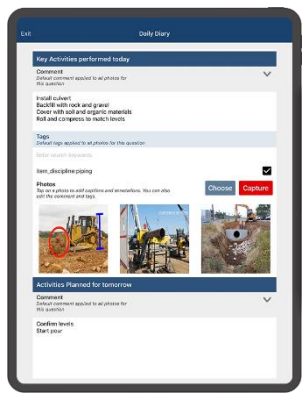 Exit
Daily Diary
Key Activities performed today
Comment
Default comment applied to all photos for
this question
Install culvert
Backfill with rock and gravel
Cover with soil and organic materials
Roll and compress to match levels
Tags
Default tags applied to all photos for this question
Enter search keywords
item_discipline:piping
Photos
Tap on a photo to add captions and annotations. You can also
edit the comment and tags.
Choose
Capture
Activities Planned for tomorrow
Comment
Default comment applied to all photos for
this question
Confirm levels
Start pour